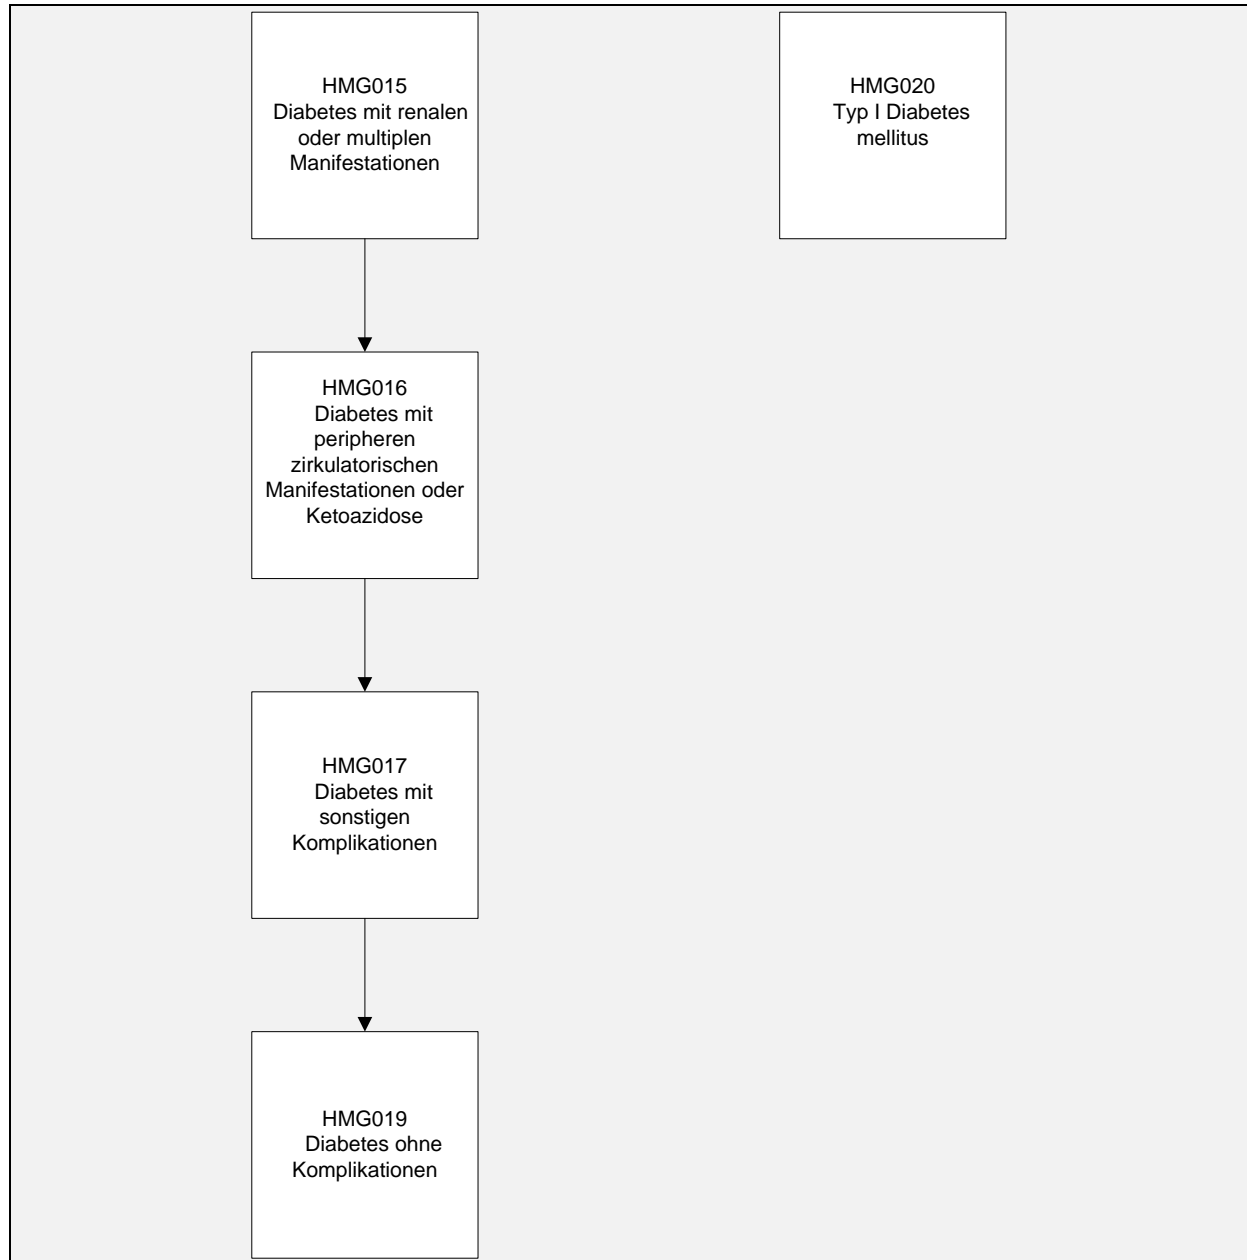 HMG015
Diabetes mit renalen
oder multiplen
Manifestationen
HMG020
Typ I Diabetes
mellitus
HMG016
Diabetes mit
peripheren
zirkulatorischen
Manifestationen oder
Ketoazidose
HMG017
Diabetes mit
sonstigen
Komplikationen
HMG019
Diabetes ohne
Komplikationen